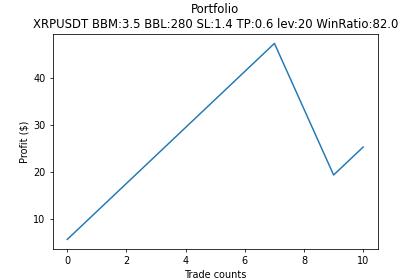 Portfolio
XRPUSDT BBM:3.5 BBL:280 SL:1.4 TP:0.6 lev:20 WinRatio:82.0
Profit ($)
40
30
20
10
0 2 4 6 8 10
Trade counts